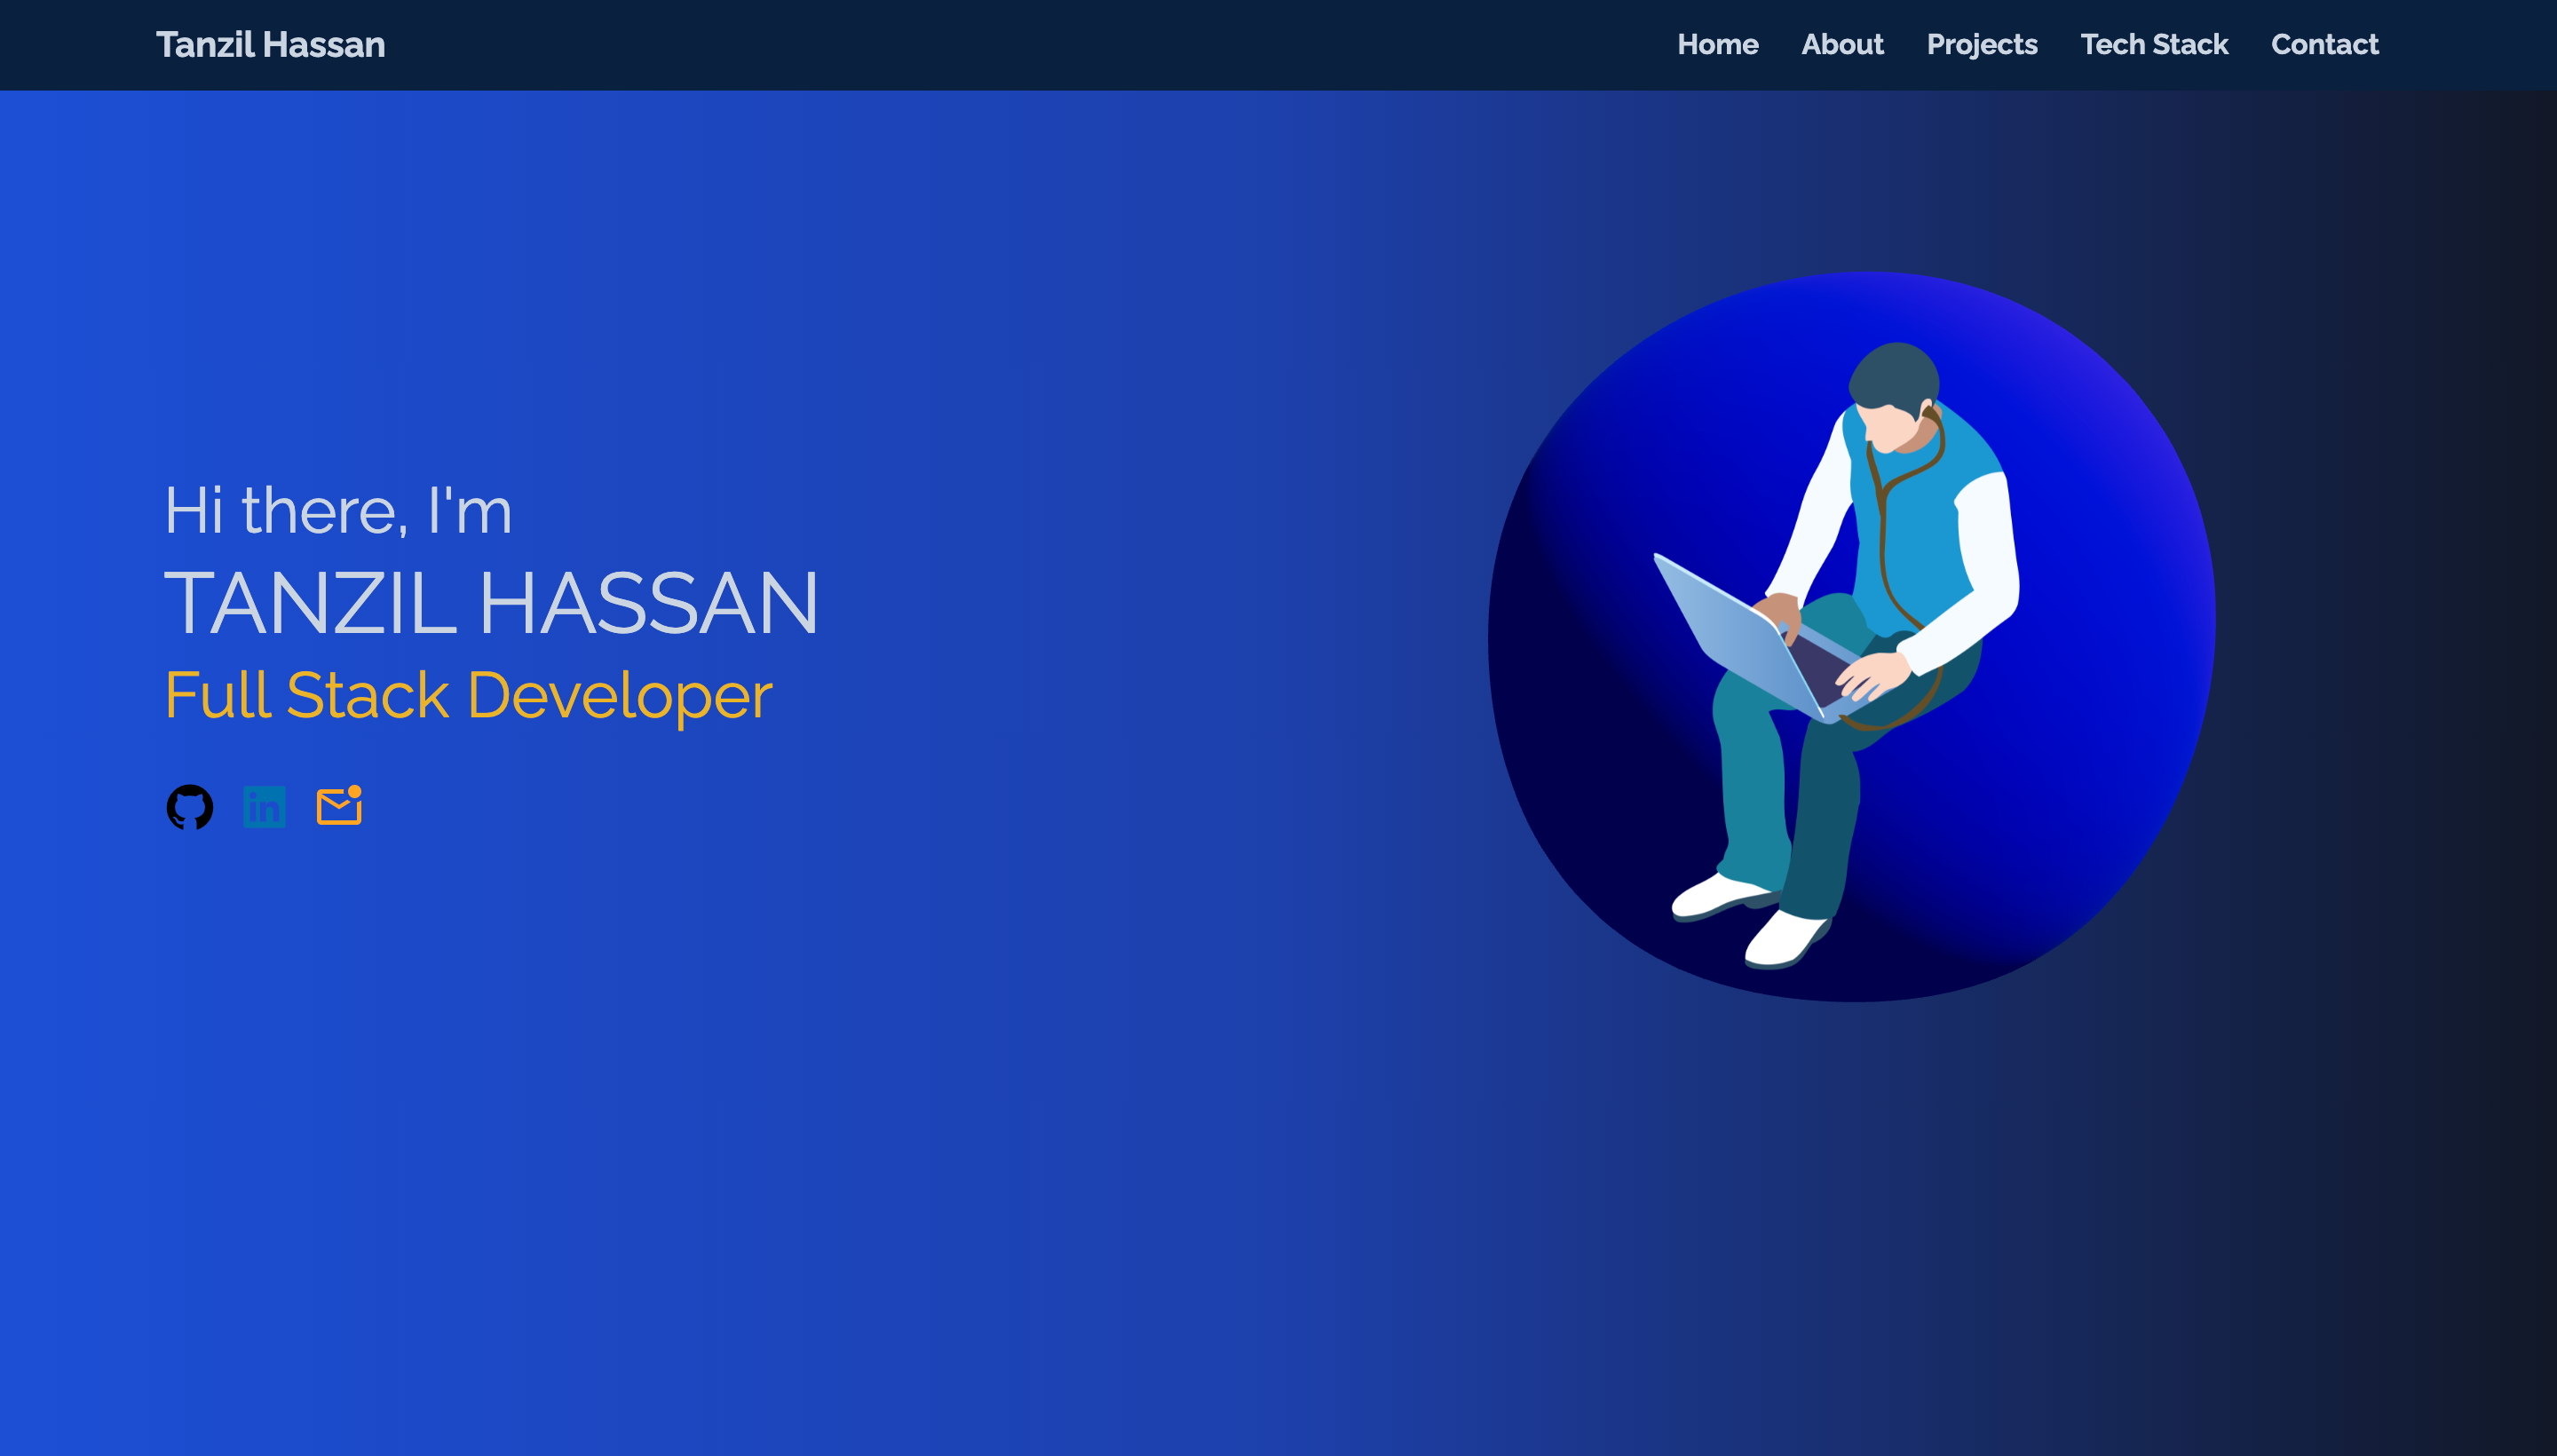 Tanzil Hassan
Home About Projects Tech Stack Contact
Hi there, I'm
TANZIL HASSAN
Full Stack Developer
in